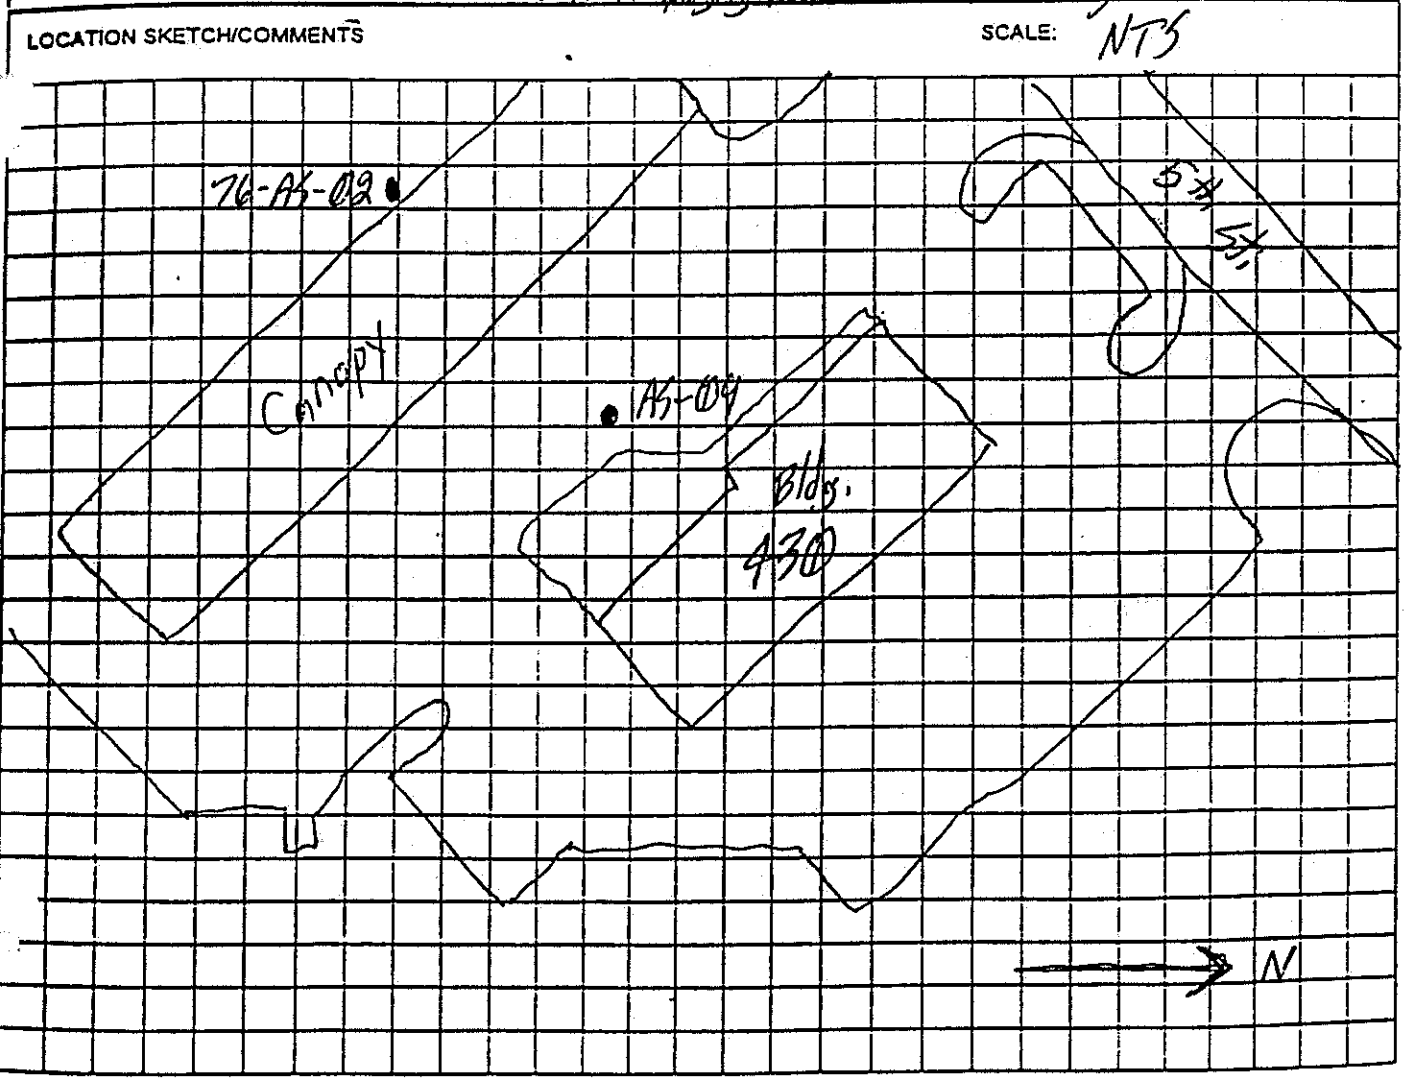 LOCATION SKETCH/COMMENTS
SCALE: NTS
76-AS-02
Canopy
AS-04
Bldg.
430
N